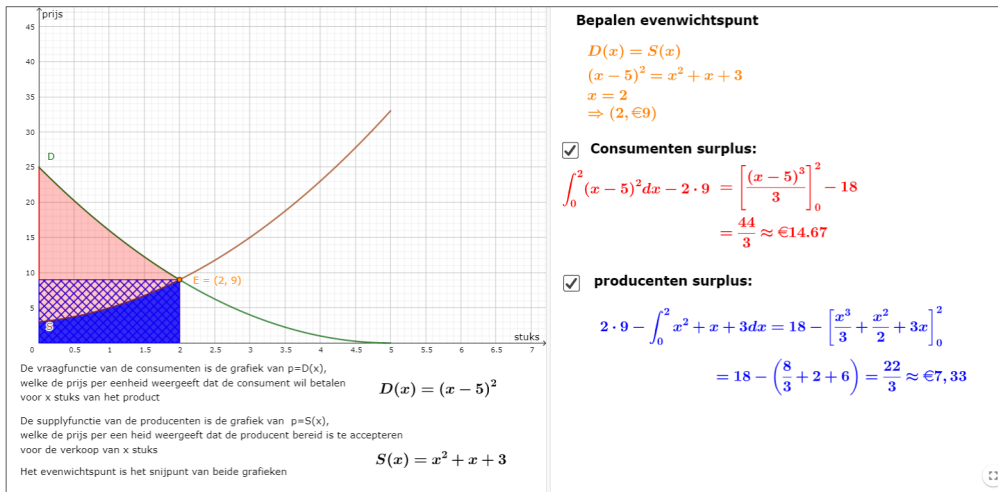 prijs
45
40
35
30
25
20
15
10
5
D
S
E = (2, 9)
stuks
0 0.5 1 1.5 2 2.5 3 3.5 4 4.5 5 5.5 6 6.5 7
De vraagfunctie van de consumenten is de grafiek van p=D(x),
welke de prijs per eenheid weergeeft dat de consument wil betalen
voor x stuks van het product
D(x) = (x − 5)²
De supplyfunctie van de producenten is de grafiek van p=S(x),
welke de prijs per een heid weergeeft dat de producent bereid is te accepteren
voor de verkoop van x stuks
S(x) = x² + x + 3
Het evenwichtspunt is het snijpunt van beide grafieken
Bepalen evenwichtspunt
D(x) = S(x)
(x − 5)² = x² + x + 3
x = 2
⇒ (2, €9)
Consumenten surplus:
∫₀² (x − 5)² dx − 2 · 9 = [(x − 5)³/3]₀² − 18
= 44/3 ≈ €14.67
producenten surplus:
2 · 9 − ∫₀² x² + x + 3dx = 18 − [x³/3 + x²/2 + 3x]₀²
= 18 − (8/3 + 2 + 6) = 22/3 ≈ €7,33